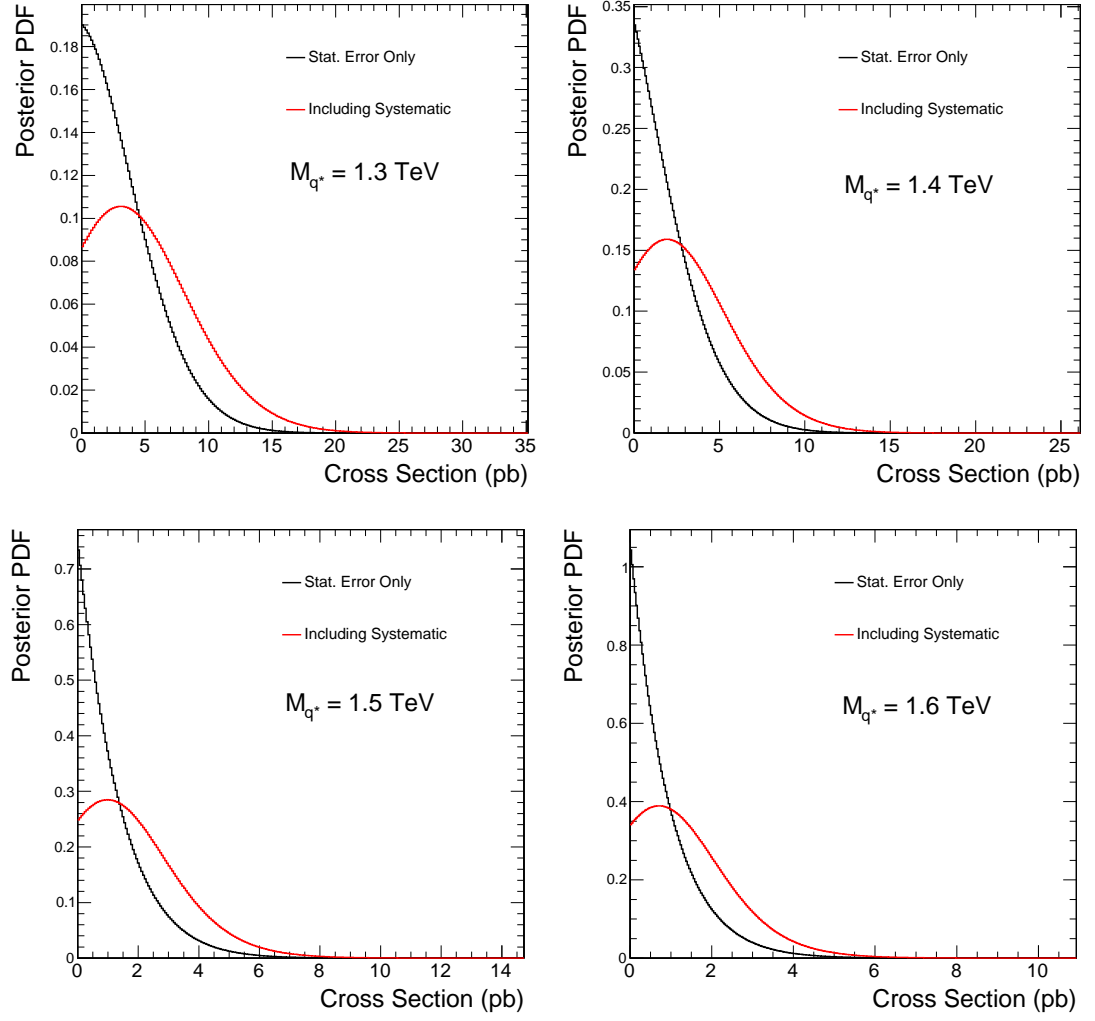 Posterior PDF
0.18
0.16
0.14
0.12
0.1
0.08
0.06
0.04
0.02
0
Stat. Error Only
Including Systematic
M_q* = 1.3 TeV
0 5 10 15 20 25 30 35
Cross Section (pb)
Posterior PDF
0.35
0.3
0.25
0.2
0.15
0.1
0.05
0
Stat. Error Only
Including Systematic
M_q* = 1.4 TeV
0 5 10 15 20 25
Cross Section (pb)
Posterior PDF
0.7
0.6
0.5
0.4
0.3
0.2
0.1
0
Stat. Error Only
Including Systematic
M_q* = 1.5 TeV
0 2 4 6 8 10 12 14
Cross Section (pb)
Posterior PDF
1
0.8
0.6
0.4
0.2
0
Stat. Error Only
Including Systematic
M_q* = 1.6 TeV
0 2 4 6 8 10
Cross Section (pb)